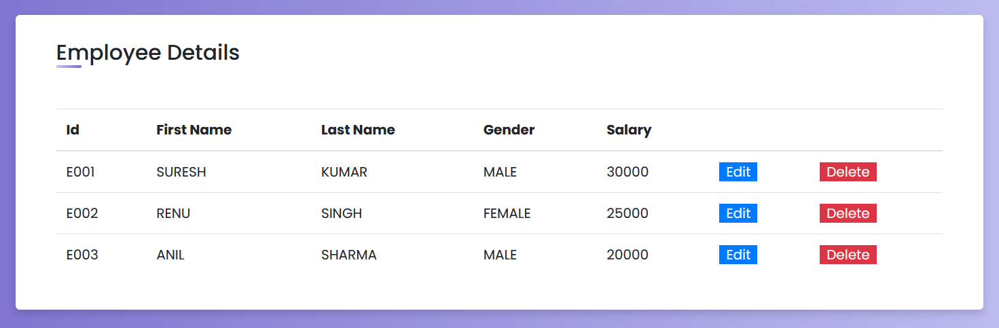 Employee Details
Id First Name Last Name Gender Salary
E001 SURESH KUMAR MALE 30000 Edit Delete
E002 RENU SINGH FEMALE 25000 Edit Delete
E003 ANIL SHARMA MALE 20000 Edit Delete